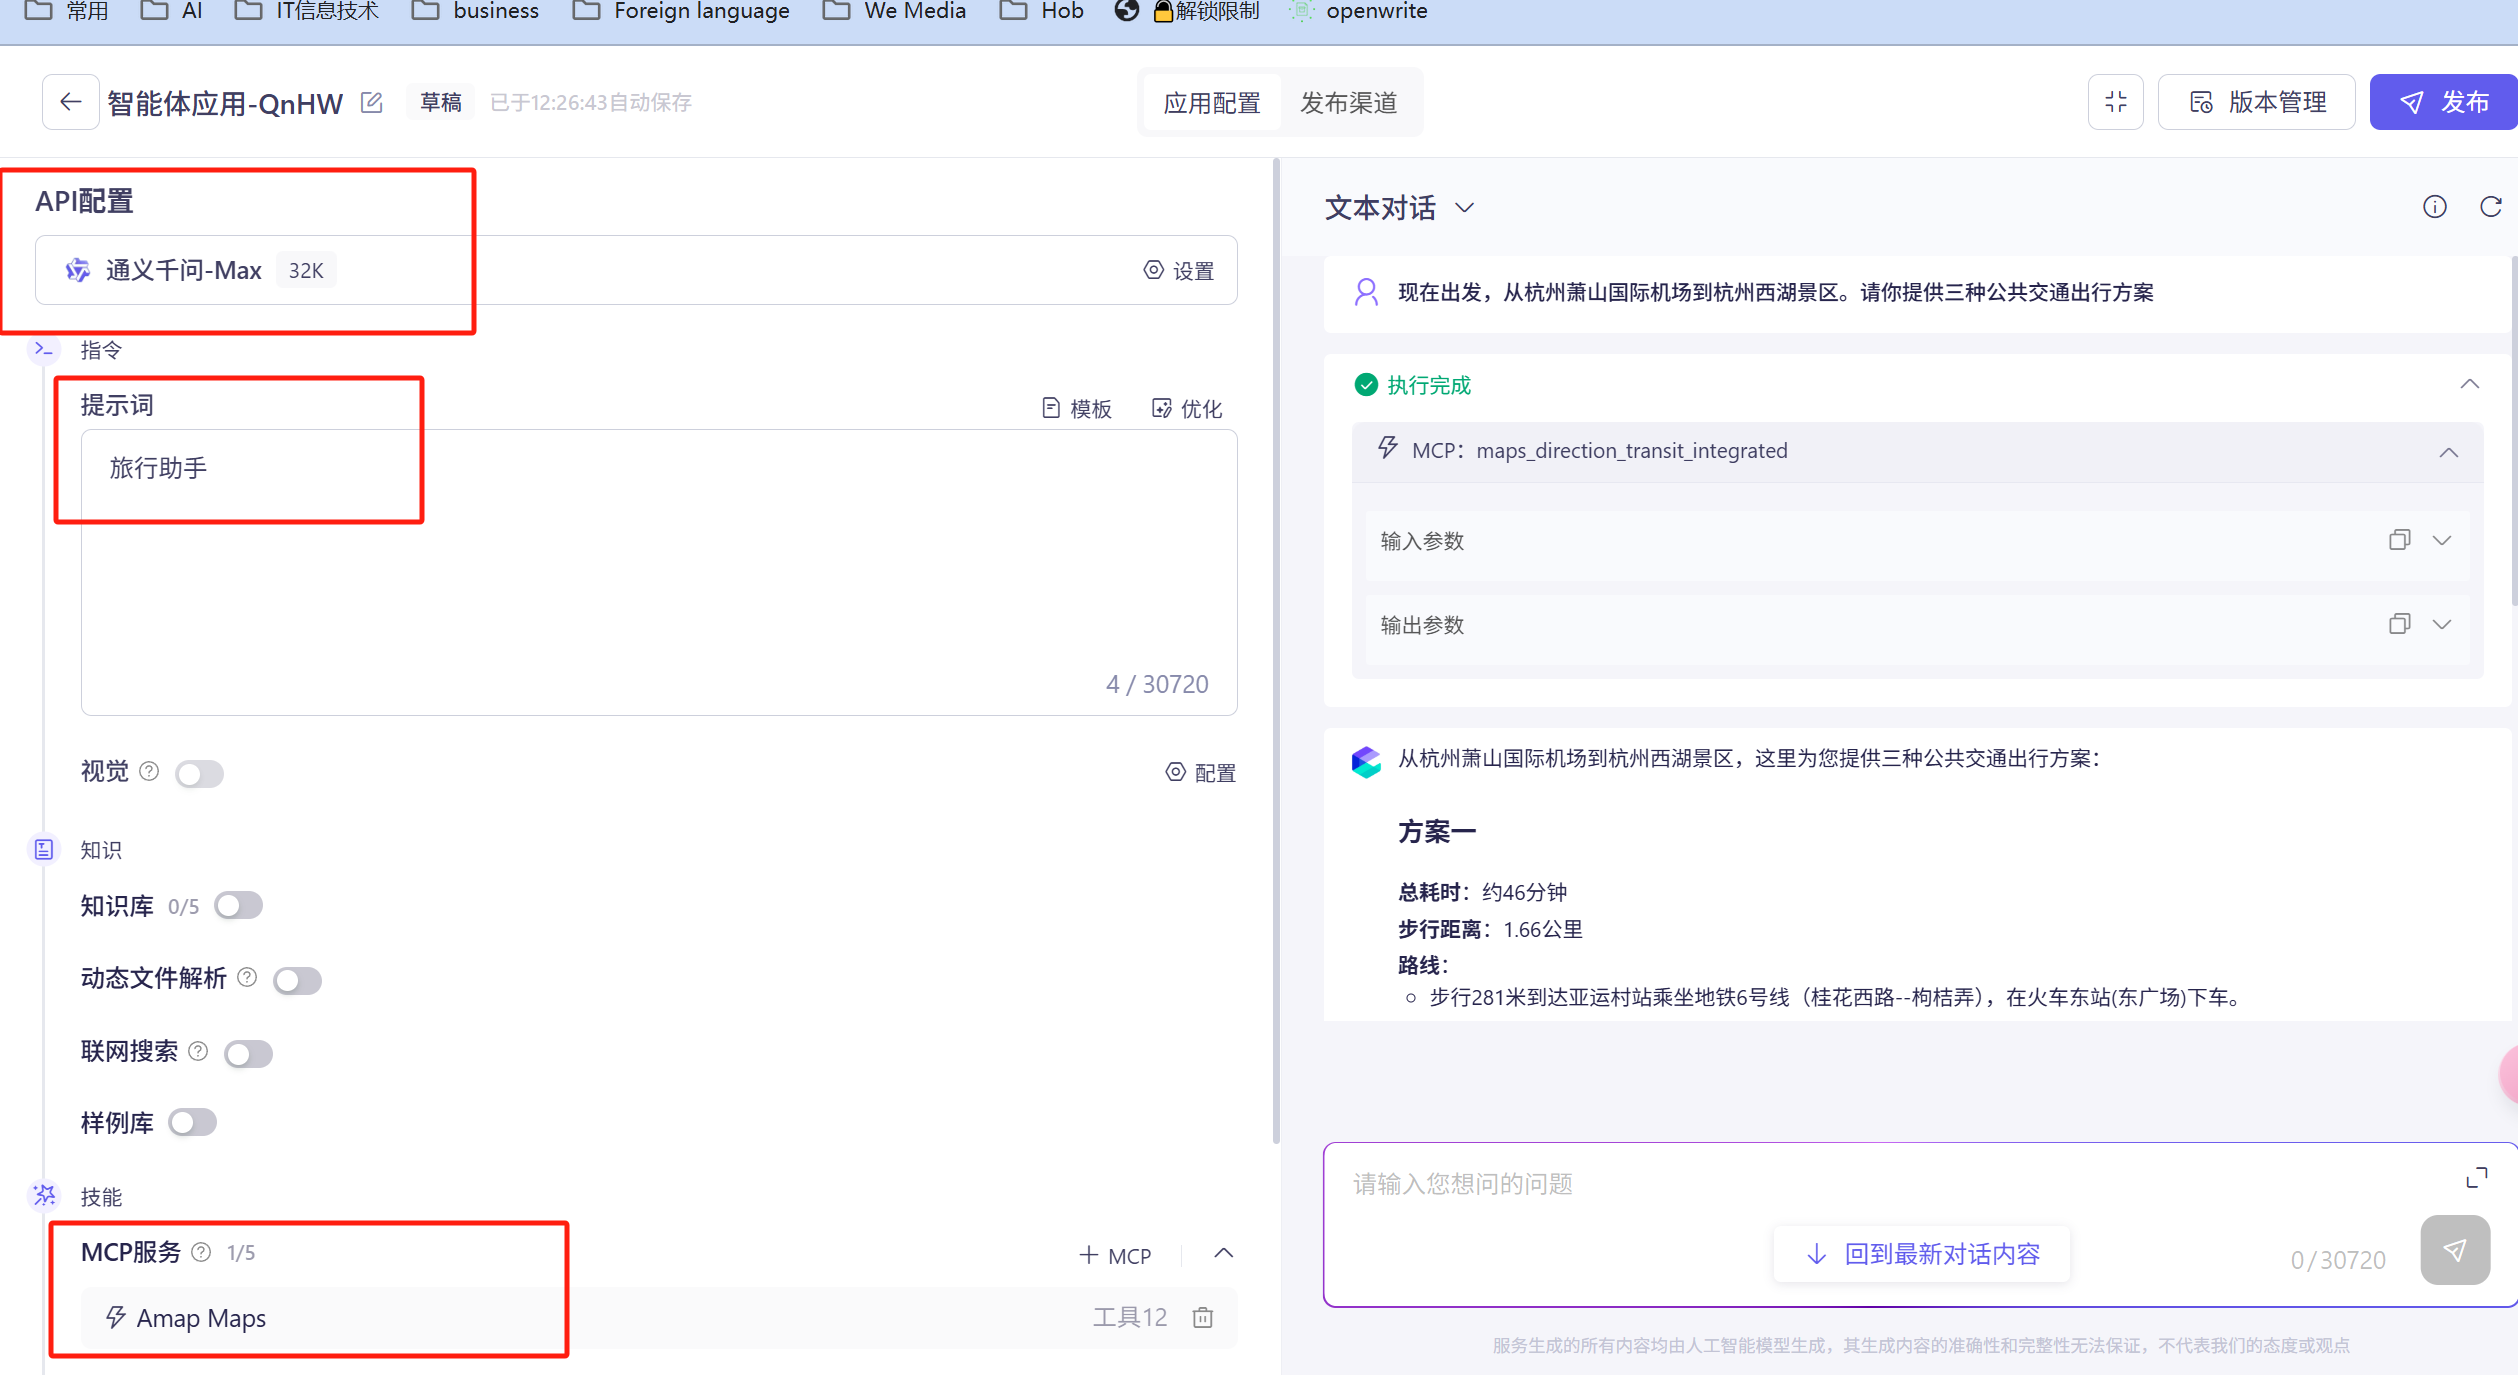 常用 AI IT信息技术 business Foreign language We Media Hob 解锁限制 openwrite
智能体应用-QnHW 草稿 已于12:26:43自动保存 应用配置 发布渠道 版本管理 发布
API配置
通义千问-Max 32K 设置
指令
提示词 模板 优化
旅行助手
4 / 30720
视觉 配置
知识
知识库 0/5
动态文件解析
联网搜索
样例库
技能
MCP服务 1/5 + MCP
Amap Maps 工具12
文本对话
现在出发，从杭州萧山国际机场到杭州西湖景区。请你提供三种公共交通出行方案
执行完成
MCP：maps_direction_transit_integrated
输入参数
输出参数
从杭州萧山国际机场到杭州西湖景区，这里为您提供三种公共交通出行方案：
方案一
总耗时：约46分钟
步行距离：1.66公里
路线：
步行281米到达亚运村站乘坐地铁6号线（桂花西路--枸桔弄），在火车东站(东广场)下车。
请输入您想问的问题
回到最新对话内容
0/30720
服务生成的所有内容均由人工智能模型生成，其生成内容的准确性和完整性无法保证，不代表我们的态度或观点